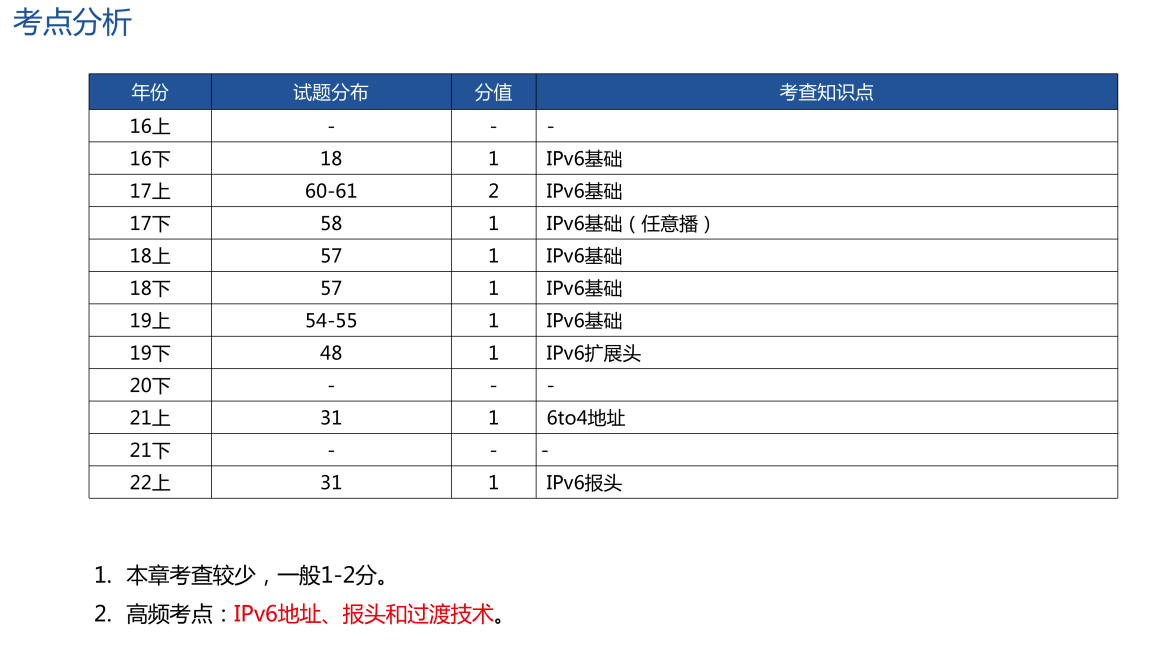 考点分析
年份 试题分布 分值 考查知识点
16上 - - -
16下 18 1 IPv6基础
17上 60-61 2 IPv6基础
17下 58 1 IPv6基础（任意播）
18上 57 1 IPv6基础
18下 57 1 IPv6基础
19上 54-55 1 IPv6基础
19下 48 1 IPv6扩展头
20下 - - -
21上 31 1 6to4地址
21下 - - -
22上 31 1 IPv6报头
1. 本章考查较少，一般1-2分。
2. 高频考点：IPv6地址、报头和过渡技术。